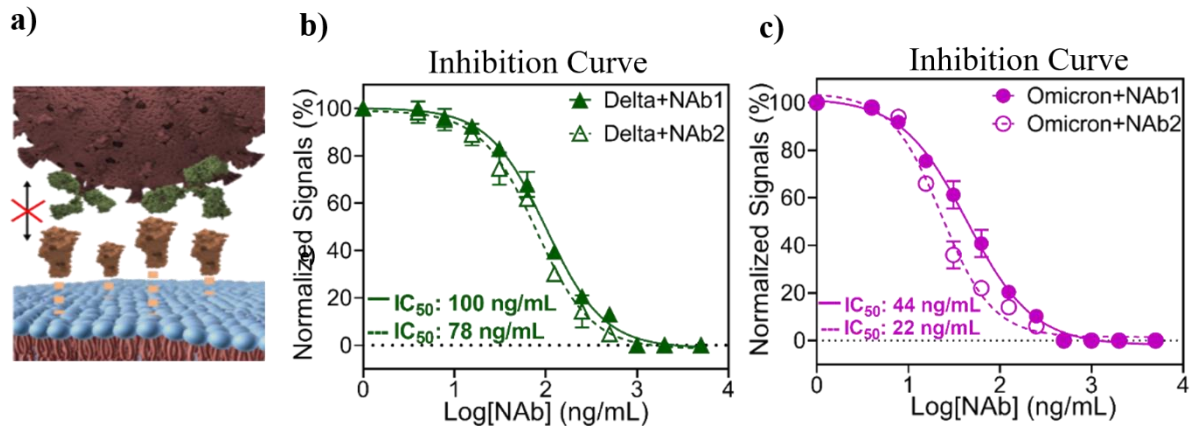 a)
b)
Inhibition Curve
Normalized Signals (%)
100
80
60
40
20
0
Delta+NAb1
Delta+NAb2
IC50: 100 ng/mL
IC50: 78 ng/mL
0 1 2 3 4
Log[NAb] (ng/mL)
c)
Inhibition Curve
Normalized Signals (%)
100
80
60
40
20
0
Omicron+NAb1
Omicron+NAb2
IC50: 44 ng/mL
IC50: 22 ng/mL
0 1 2 3 4
Log[NAb] (ng/mL)